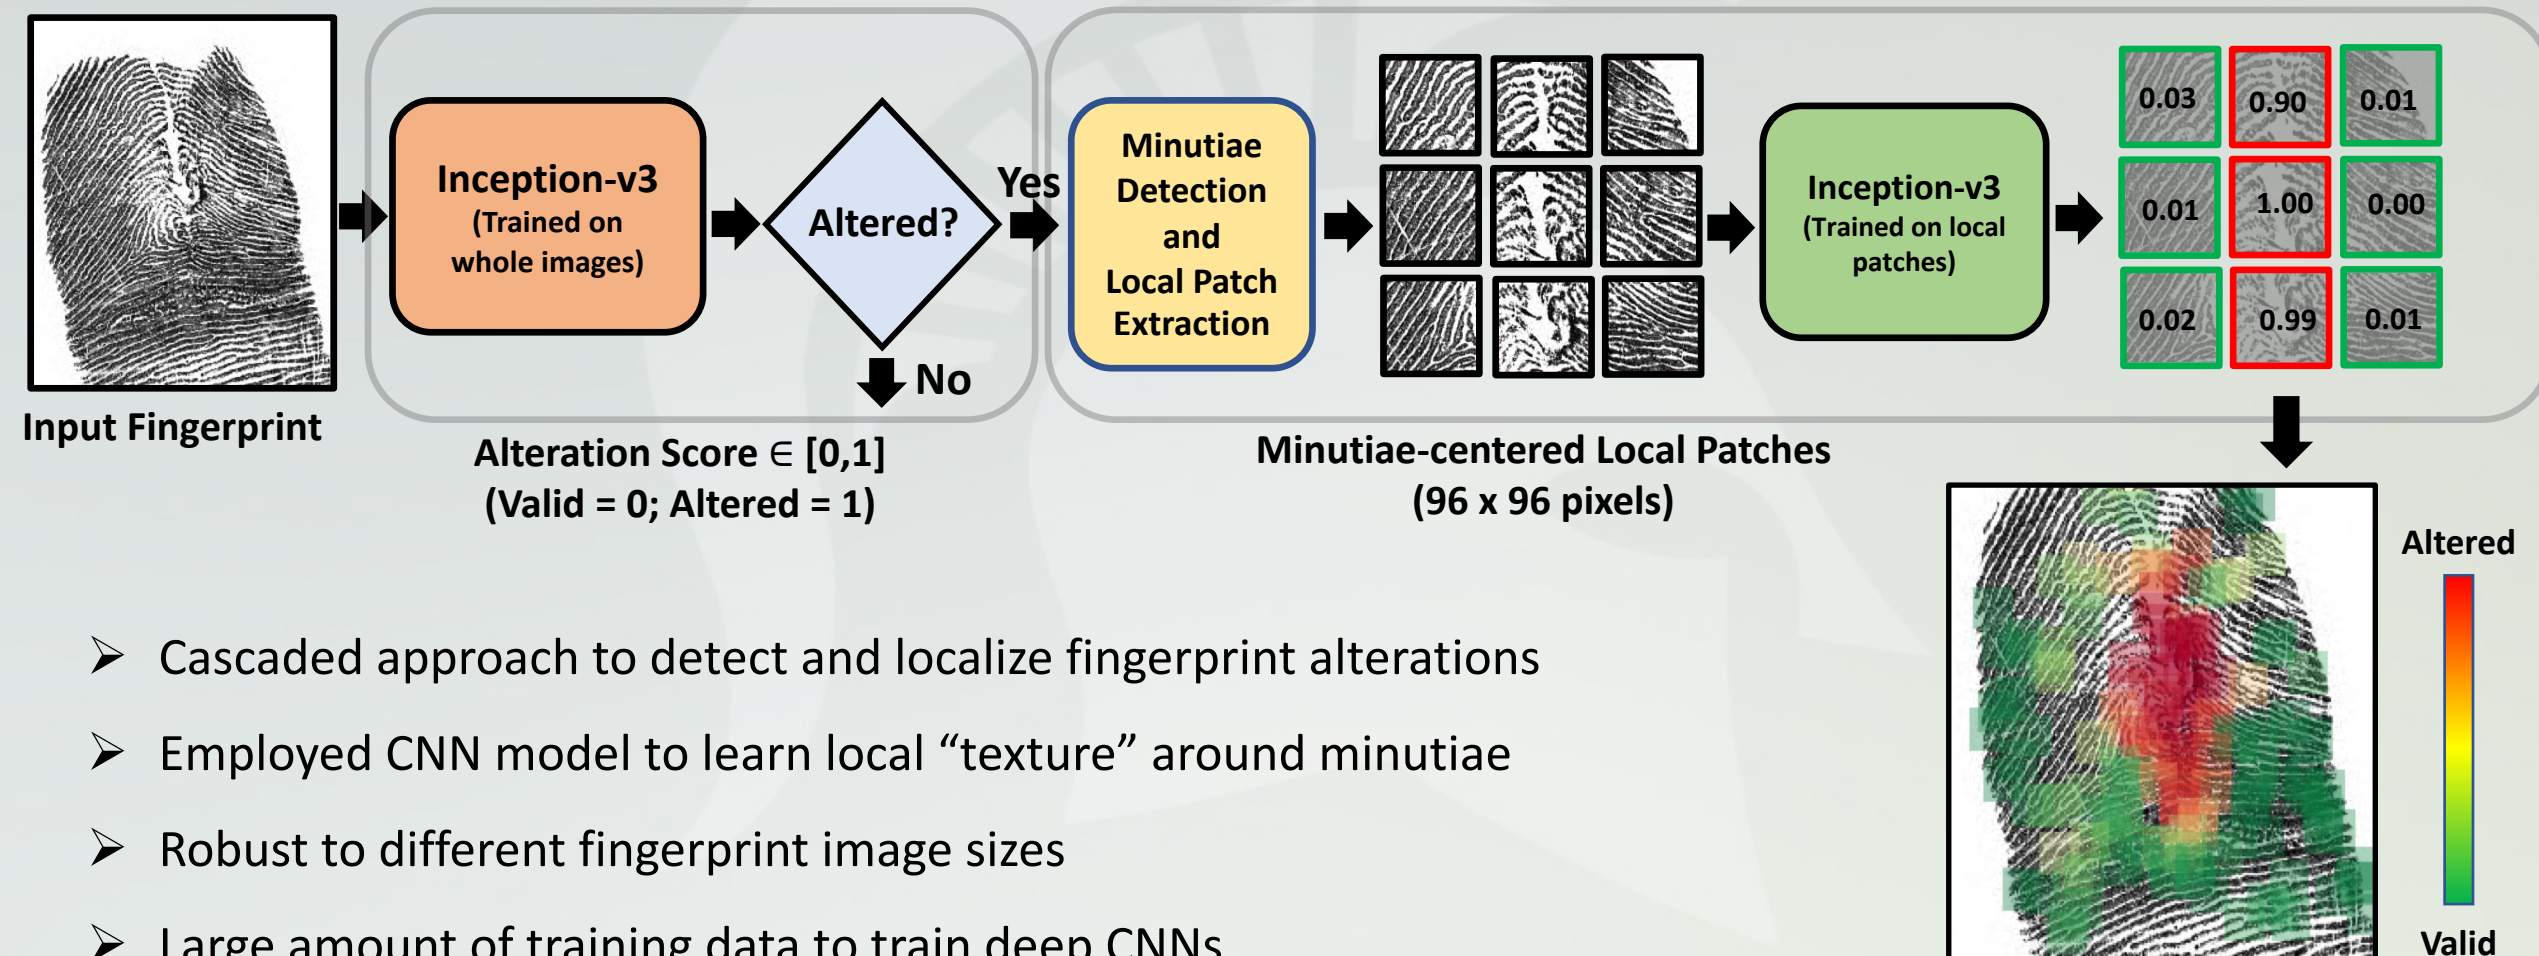 Input Fingerprint
Inception-v3
(Trained on
whole images)
Altered?
Yes
No
Alteration Score ∈ [0,1]
(Valid = 0; Altered = 1)
Minutiae
Detection
and
Local Patch
Extraction
Minutiae-centered Local Patches
(96 x 96 pixels)
Inception-v3
(Trained on local
patches)
0.03 0.90 0.01
0.01 1.00 0.00
0.02 0.99 0.01
Altered
Valid
➢ Cascaded approach to detect and localize fingerprint alterations
➢ Employed CNN model to learn local “texture” around minutiae
➢ Robust to different fingerprint image sizes
➢ Large amount of training data to train deep CNNs